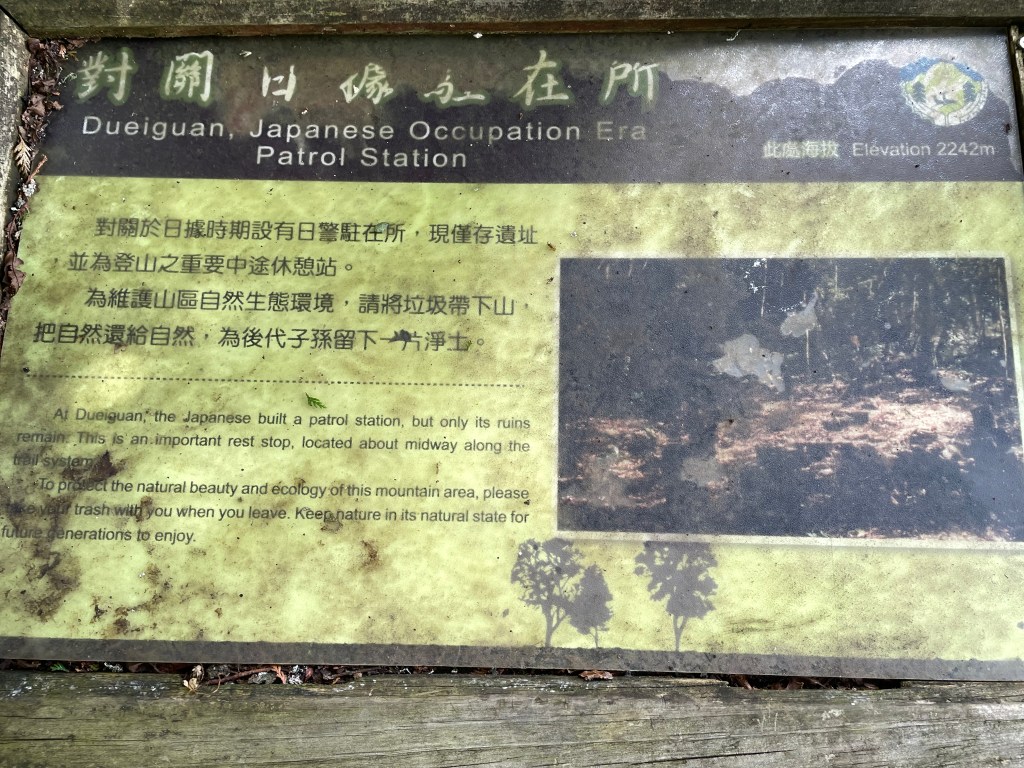 對關日據駐在所
Dueiguan, Japanese Occupation Era
Patrol Station
此處海拔 Elevation 2242m
對關於日據時期設有日警駐在所，現僅存遺址
，並為登山之重要中途休憩站。
為維護山區自然生態環境，請將垃圾帶下山，
把自然還給自然，為後代子孫留下一片淨土。
At Dueiguan, the Japanese built a patrol station, but only its ruins
remain. This is an important rest stop, located about midway along the
trail system.
To protect the natural beauty and ecology of this mountain area, please
take your trash with you when you leave. Keep nature in its natural state for
future generations to enjoy.